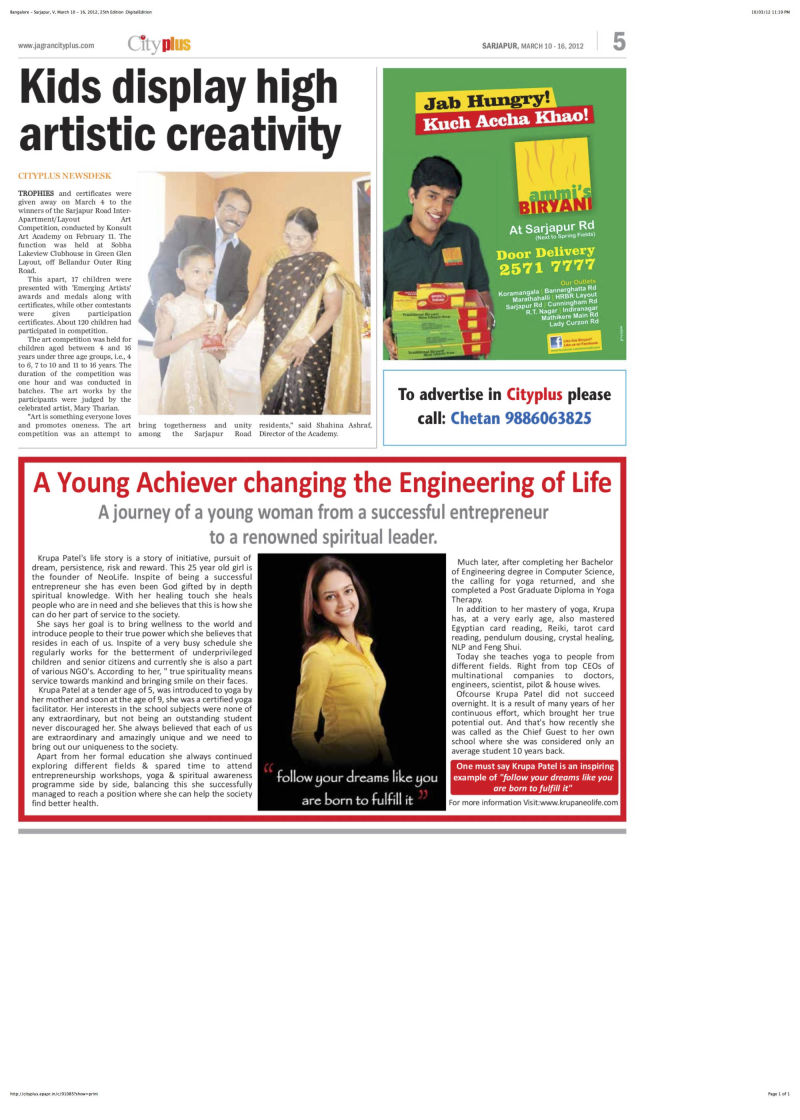 Bangalore - Sarjapur, V, March 10 - 16, 2012, 25th Edition :DigitalEdition
10/03/12 11:19 PM
www.jagrancityplus.com
Cityplus
SARJAPUR, MARCH 10 - 16, 2012
5
Kids display high
artistic creativity
CITYPLUS NEWSDESK
TROPHIES and certificates were
given away on March 4 to the
winners of the Sarjapur Road Inter-
Apartment/Layout Art
Competition, conducted by Konsult
Art Academy on February 11. The
function was held at Sobha
Lakeview Clubhouse in Green Glen
Layout, off Bellandur Outer Ring
Road.
This apart, 17 children were
presented with 'Emerging Artists'
awards and medals along with
certificates, while other contestants
were given participation
certificates. About 120 children had
participated in competition.
The art competition was held for
children aged between 4 and 16
years under three age groups, i.e., 4
to 6, 7 to 10 and 11 to 16 years. The
duration of the competition was
one hour and was conducted in
batches. The art works by the
participants were judged by the
celebrated artist, Mary Tharian.
"Art is something everyone loves
and promotes oneness. The art
competition was an attempt to
bring togetherness and unity
among the Sarjapur Road
residents," said Shahina Ashraf,
Director of the Academy.
Jab Hungry!
Kuch Accha Khao!
ammi's
BIRYANI
At Sarjapur Rd
(Next to Spring Fields)
Door Delivery
2571 7777
Our Outlets
Koramangala | Bannerghatta Rd
Marathahalli | HRBR Layout
Sarjapur Rd | Cunningham Rd
R.T. Nagar | Indiranagar
Mathikere Main Rd
Lady Curzon Rd
Like Us on Facebook
To advertise in Cityplus please
call: Chetan 9886063825
A Young Achiever changing the Engineering of Life
A journey of a young woman from a successful entrepreneur
to a renowned spiritual leader.
Krupa Patel's life story is a story of initiative, pursuit of
dream, persistence, risk and reward. This 25 year old girl is
the founder of NeoLife. Inspite of being a successful
entrepreneur she has even been God gifted by in depth
spiritual knowledge. With her healing touch she heals
people who are in need and she believes that this is how she
can do her part of service to the society.
She says her goal is to bring wellness to the world and
introduce people to their true power which she believes that
resides in each of us. Inspite of a very busy schedule she
regularly works for the betterment of underprivileged
children and senior citizens and currently she is also a part
of various NGO's. According to her, " true spirituality means
service towards mankind and bringing smile on their faces.
Krupa Patel at a tender age of 5, was introduced to yoga by
her mother and soon at the age of 9, she was a certified yoga
facilitator. Her interests in the school subjects were none of
any extraordinary, but not being an outstanding student
never discouraged her. She always believed that each of us
are extraordinary and amazingly unique and we need to
bring out our uniqueness to the society.
Apart from her formal education she always continued
exploring different fields & spared time to attend
entrepreneurship workshops, yoga & spiritual awareness
programme side by side, balancing this she successfully
managed to reach a position where she can help the society
find better health.
“ follow your dreams like you
are born to fulfill it ”
Much later, after completing her Bachelor
of Engineering degree in Computer Science,
the calling for yoga returned, and she
completed a Post Graduate Diploma in Yoga
Therapy.
In addition to her mastery of yoga, Krupa
has, at a very early age, also mastered
Egyptian card reading, Reiki, tarot card
reading, pendulum dousing, crystal healing,
NLP and Feng Shui.
Today she teaches yoga to people from
different fields. Right from top CEOs of
multinational companies to doctors,
engineers, scientist, pilot & house wives.
Ofcourse Krupa Patel did not succeed
overnight. It is a result of many years of her
continuous effort, which brought her true
potential out. And that's how recently she
was called as the Chief Guest to her own
school where she was considered only an
average student 10 years back.
One must say Krupa Patel is an inspiring
example of "follow your dreams like you
are born to fulfill it"
For more information Visit:www.krupaneolife.com
http://cityplus.epapr.in/c/91085?show=print
Page 1 of 1